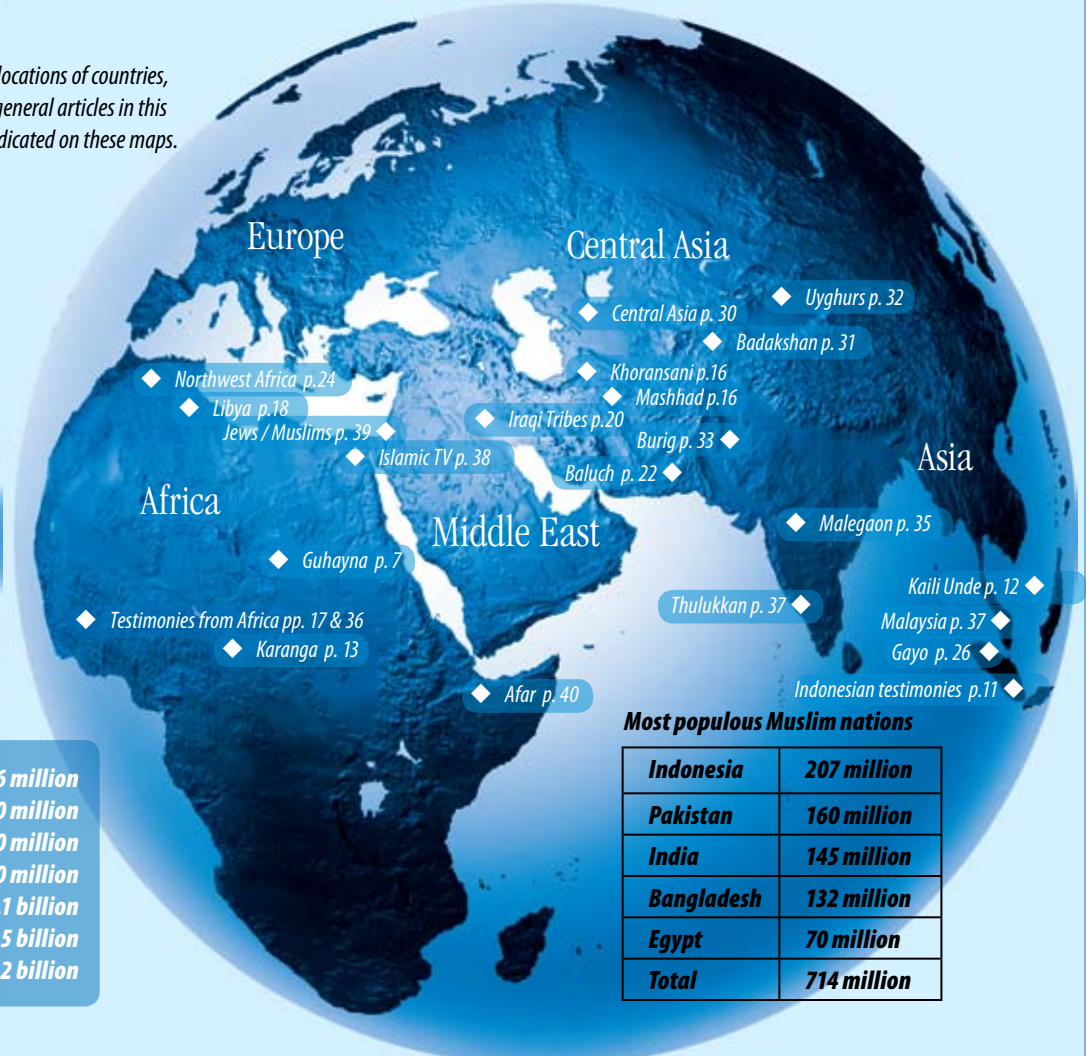 locations of countries,
general articles in this
dicated on these maps.
Europe
Central Asia
Uyghurs p. 32
Central Asia p. 30
Badakshan p. 31
Khoransani p.16
Mashhad p.16
Northwest Africa p.24
Libya p.18
Iraqi Tribes p.20
Jews / Muslims p. 39
Burig p. 33
Islamic TV p. 38
Baluch p. 22
Asia
Africa
Middle East
Malegaon p. 35
Guhayna p. 7
Kaili Unde p. 12
Thulukkan p. 37
Testimonies from Africa pp. 17 & 36
Malaysia p. 37
Karanga p. 13
Gayo p. 26
Afar p. 40
Indonesian testimonies p.11
Most populous Muslim nations
Indonesia 207 million
Pakistan 160 million
India 145 million
Bangladesh 132 million
Egypt 70 million
Total 714 million
6 million
0 million
0 million
0 million
1 billion
5 billion
2 billion